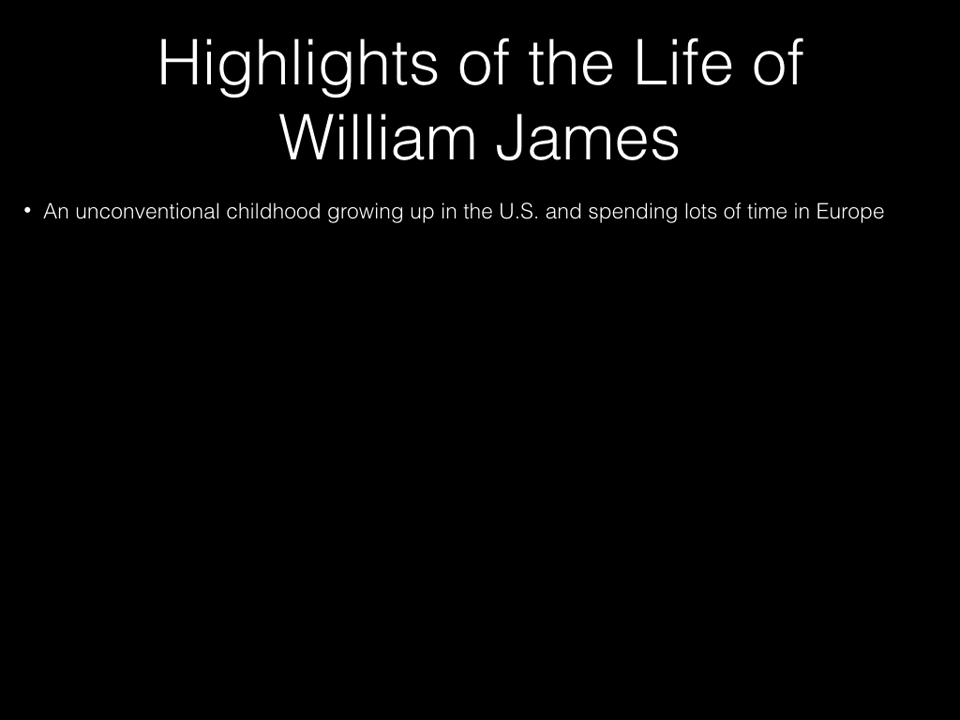 Highlights of the Life of
William James
• An unconventional childhood growing up in the U.S. and spending lots of time in Europe